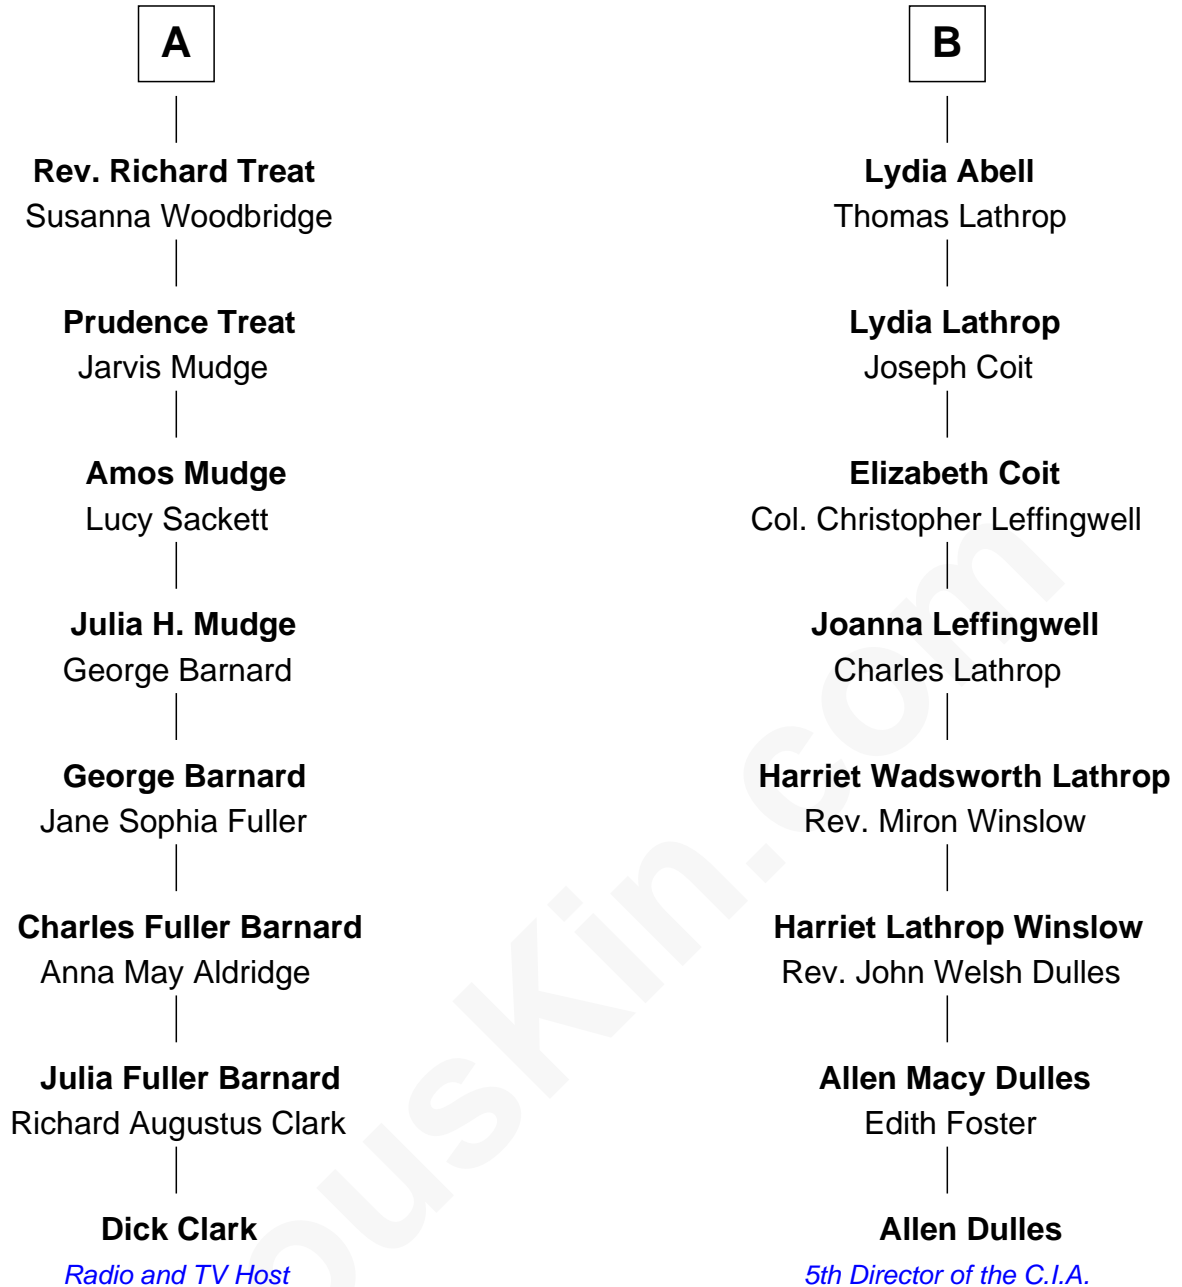 A
Rev. Richard Treat
Susanna Woodbridge
Prudence Treat
Jarvis Mudge
Amos Mudge
Lucy Sackett
Julia H. Mudge
George Barnard
George Barnard
Jane Sophia Fuller
Charles Fuller Barnard
Anna May Aldridge
Julia Fuller Barnard
Richard Augustus Clark
Dick Clark
Radio and TV Host
B
Lydia Abell
Thomas Lathrop
Lydia Lathrop
Joseph Coit
Elizabeth Coit
Col. Christopher Leffingwell
Joanna Leffingwell
Charles Lathrop
Harriet Wadsworth Lathrop
Rev. Miron Winslow
Harriet Lathrop Winslow
Rev. John Welsh Dulles
Allen Macy Dulles
Edith Foster
Allen Dulles
5th Director of the C.I.A.
ousKin.com